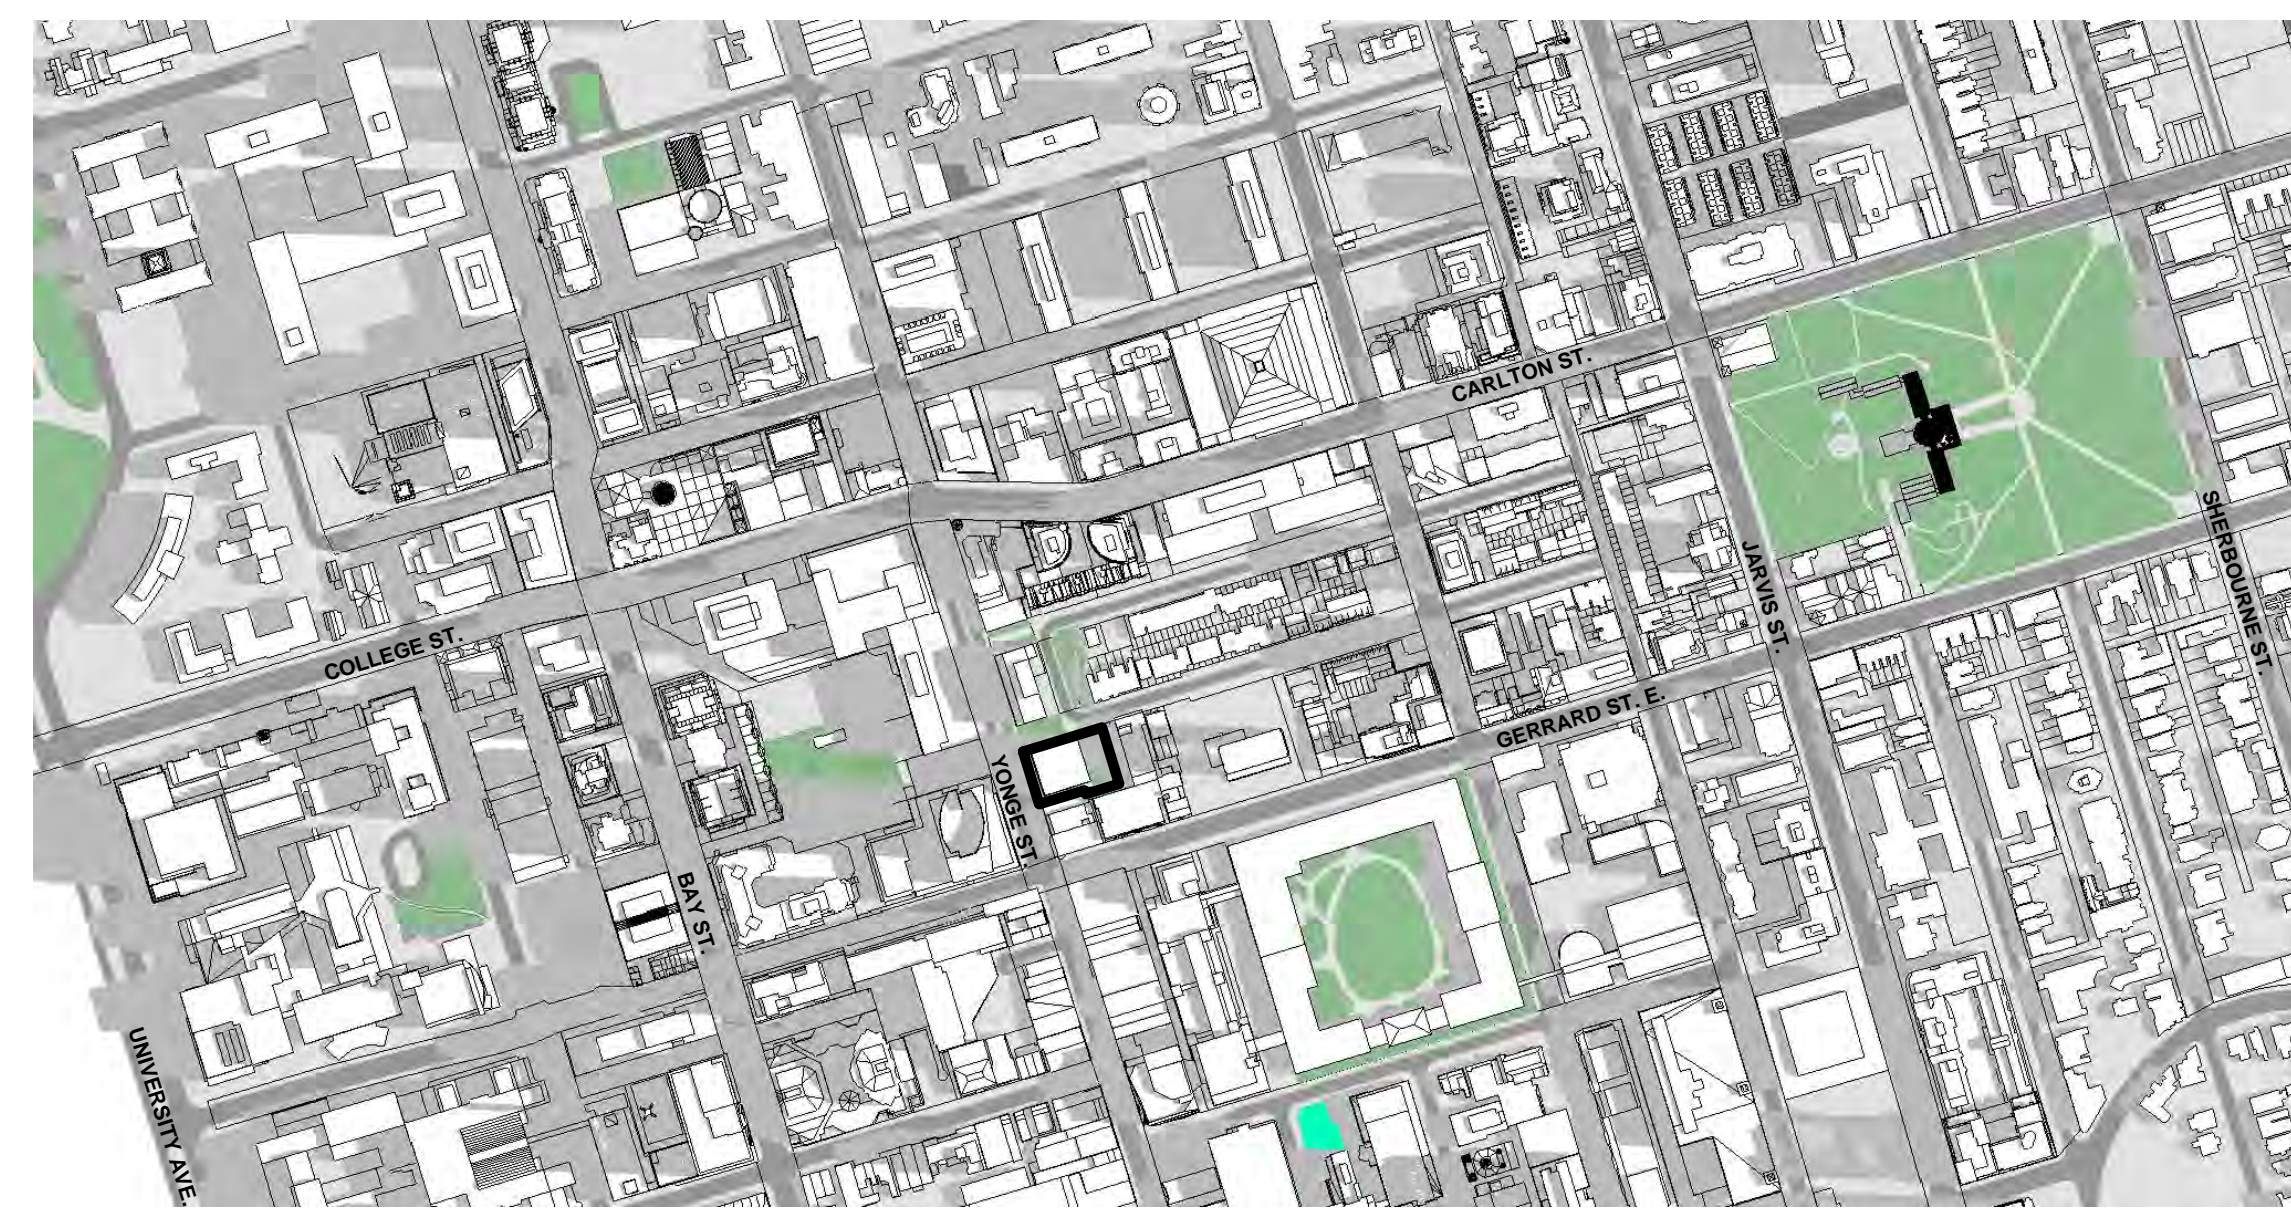 CARLTON ST.
COLLEGE ST.
SHERBOURNE ST.
JARVIS ST.
GERRARD ST. E.
YONGE ST.
BAY ST.
UNIVERSITY AVE.